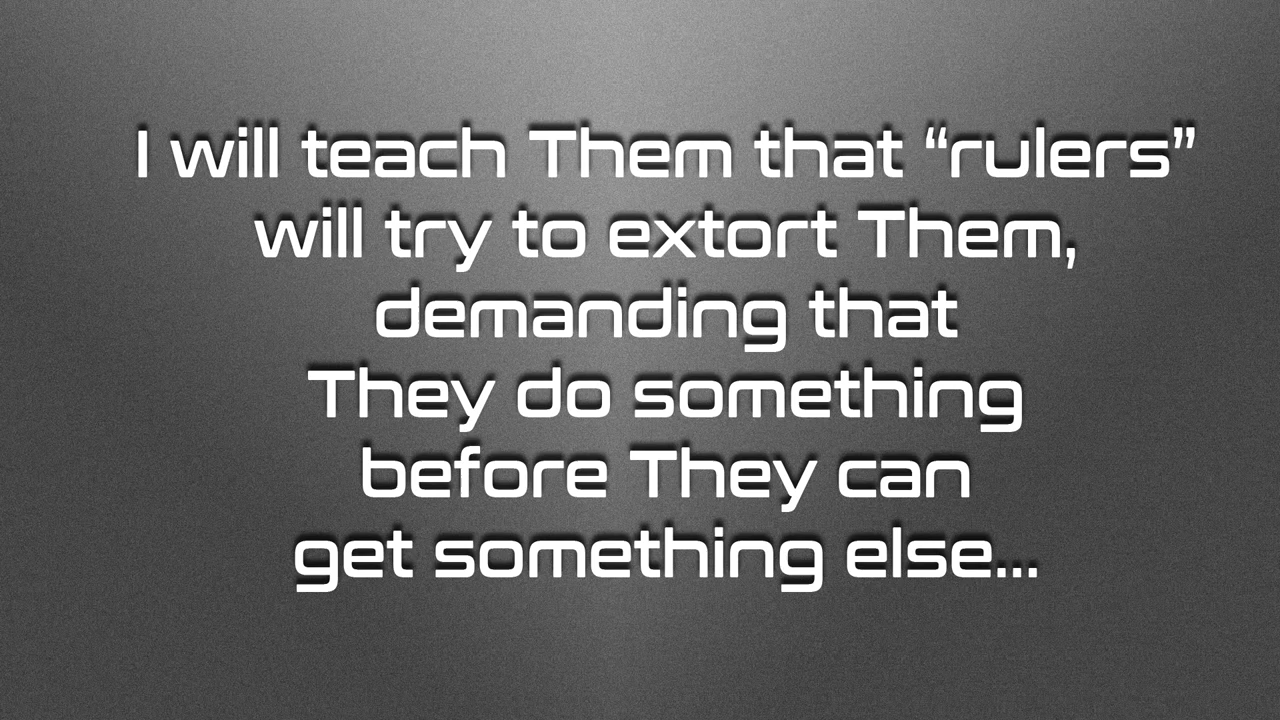 I will teach Them that “rulers”
will try to extort Them,
demanding that
They do something
before They can
get something else...